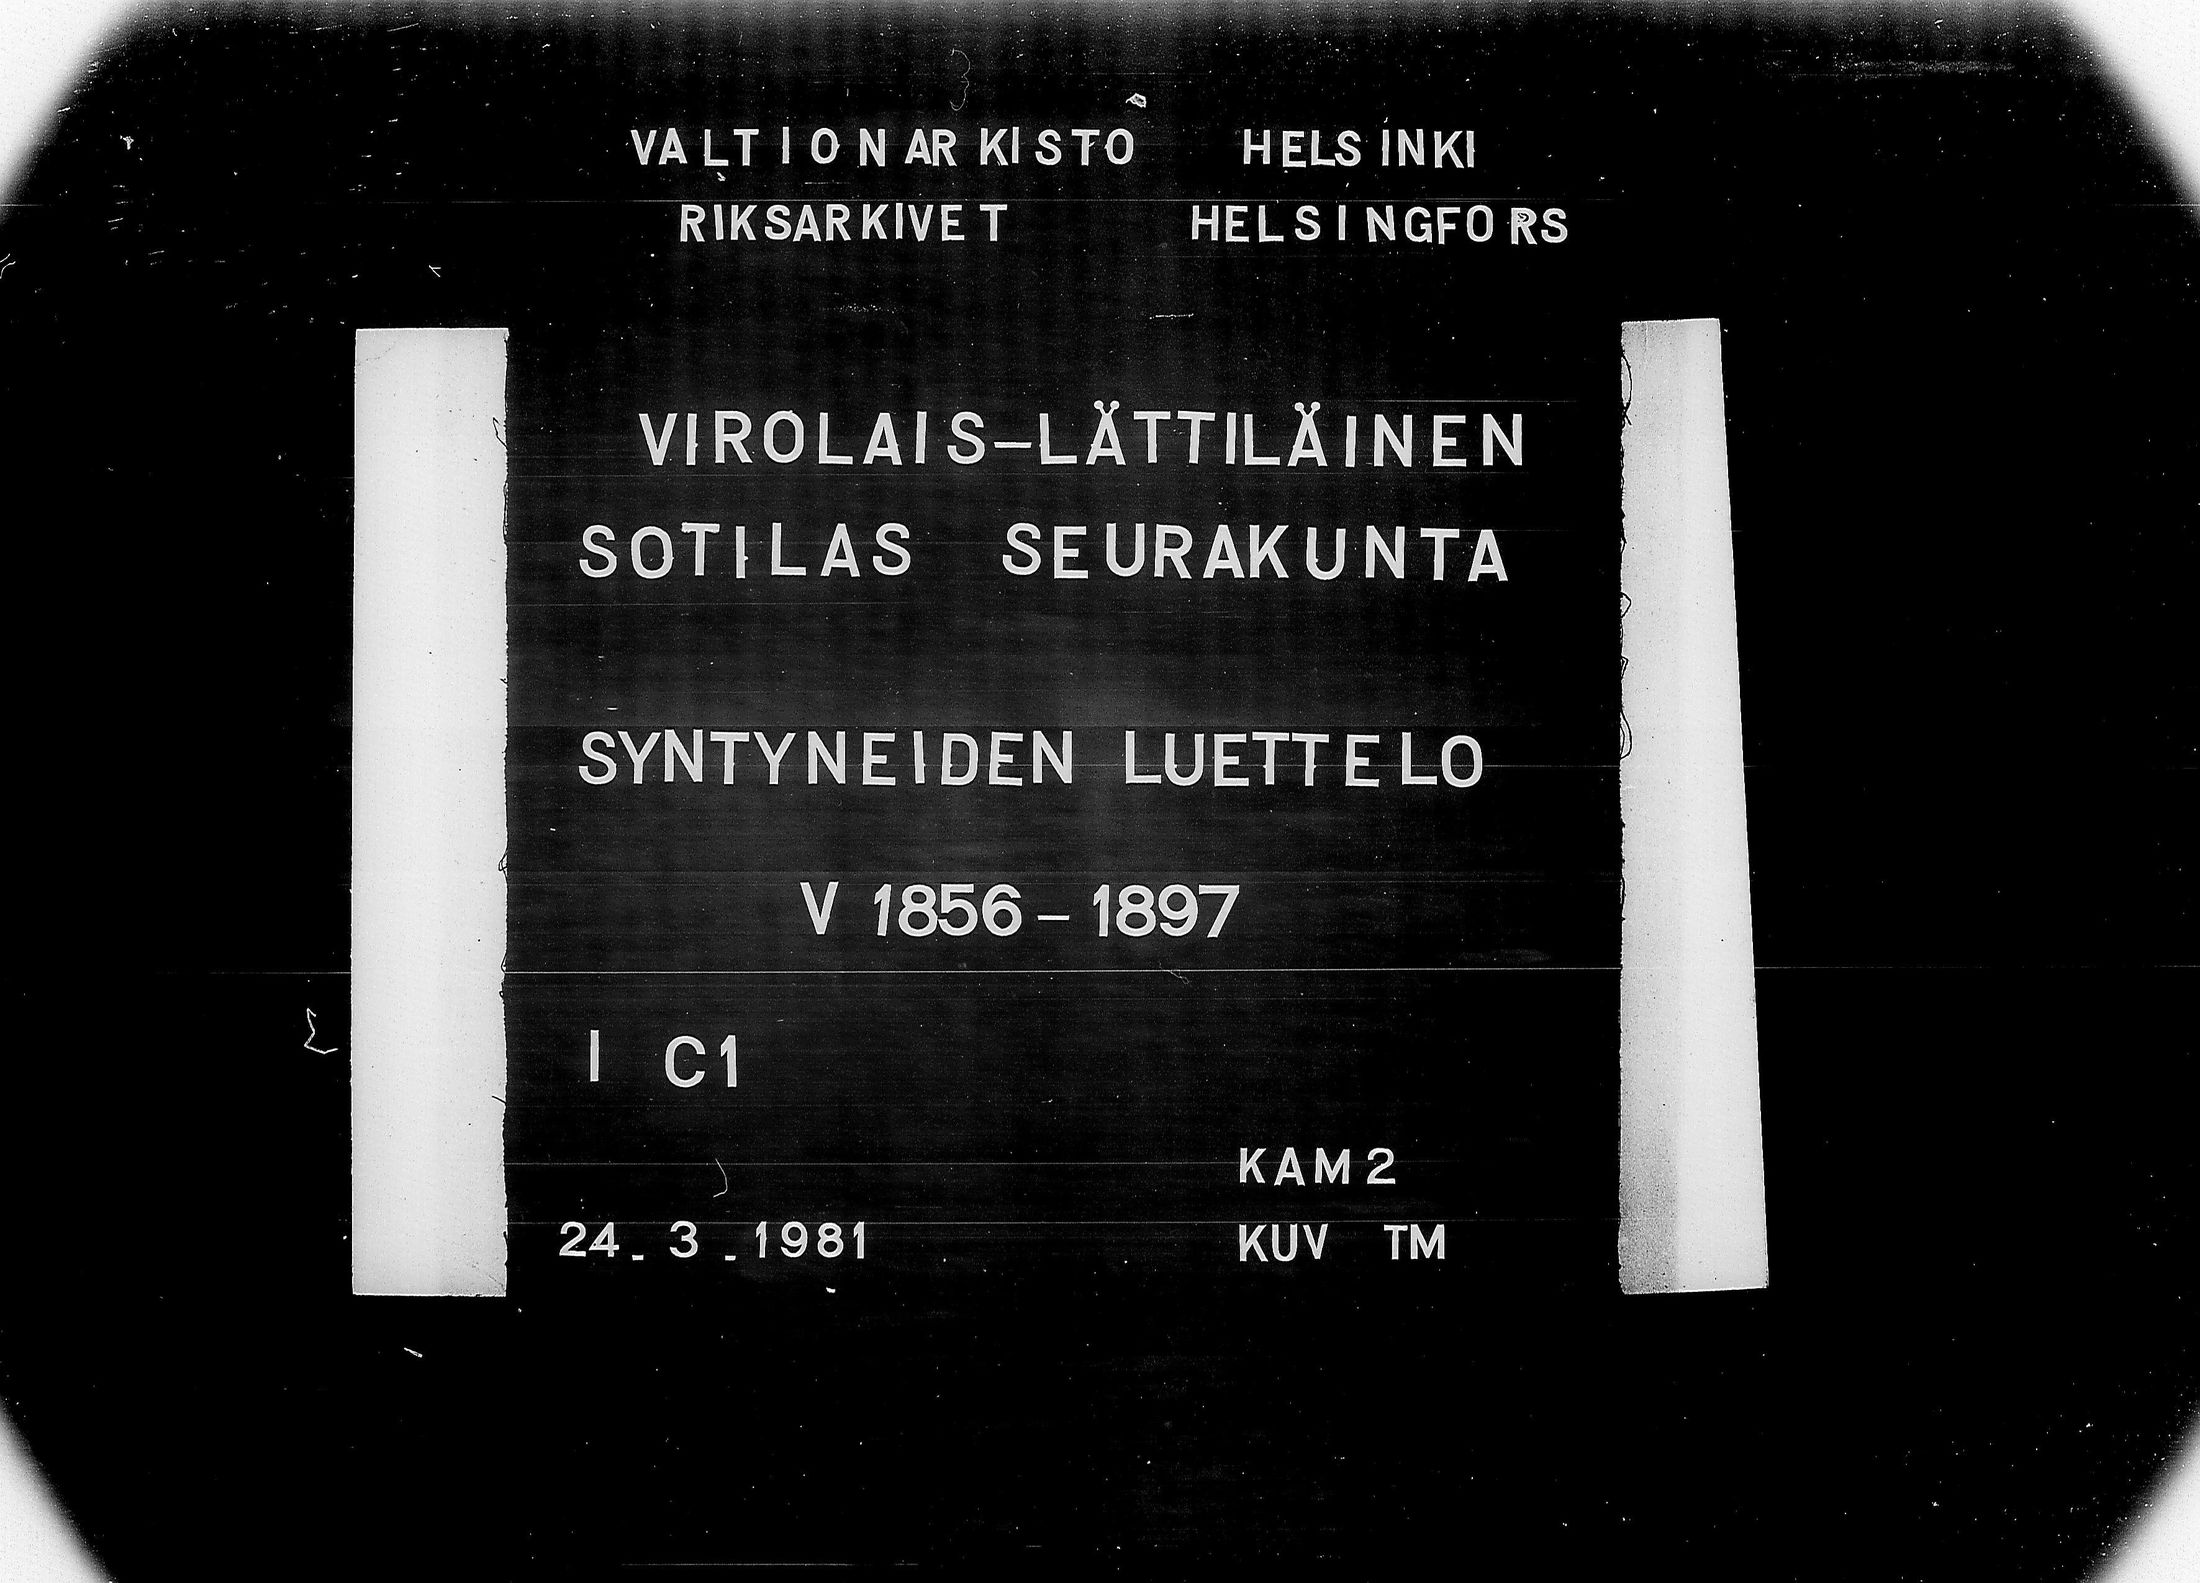 VALTIONARKISTO HELSINKI
RIKSARKIVET HELSINGFORS
VIROLAIS-LÄTTILÄINEN
SOTILAS SEURAKUNTA
SYNTYNEIDEN LUETTELO
V 1856-1897
I C1
KAM 2
24.3.1981 KUV TM